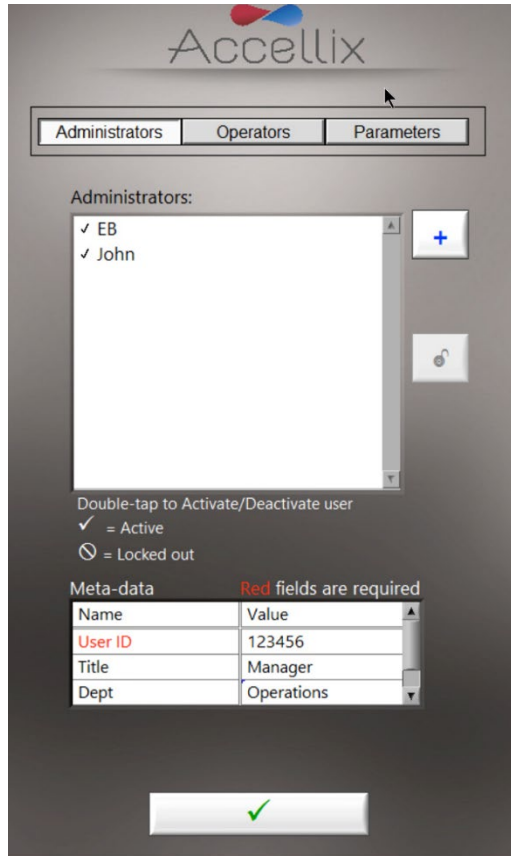 Accellix
Administrators Operators Parameters
Administrators:
✓ EB
✓ John
+
Double-tap to Activate/Deactivate user
✓ = Active
= Locked out
Meta-data Red fields are required
Name Value
User ID 123456
Title Manager
Dept Operations
✓